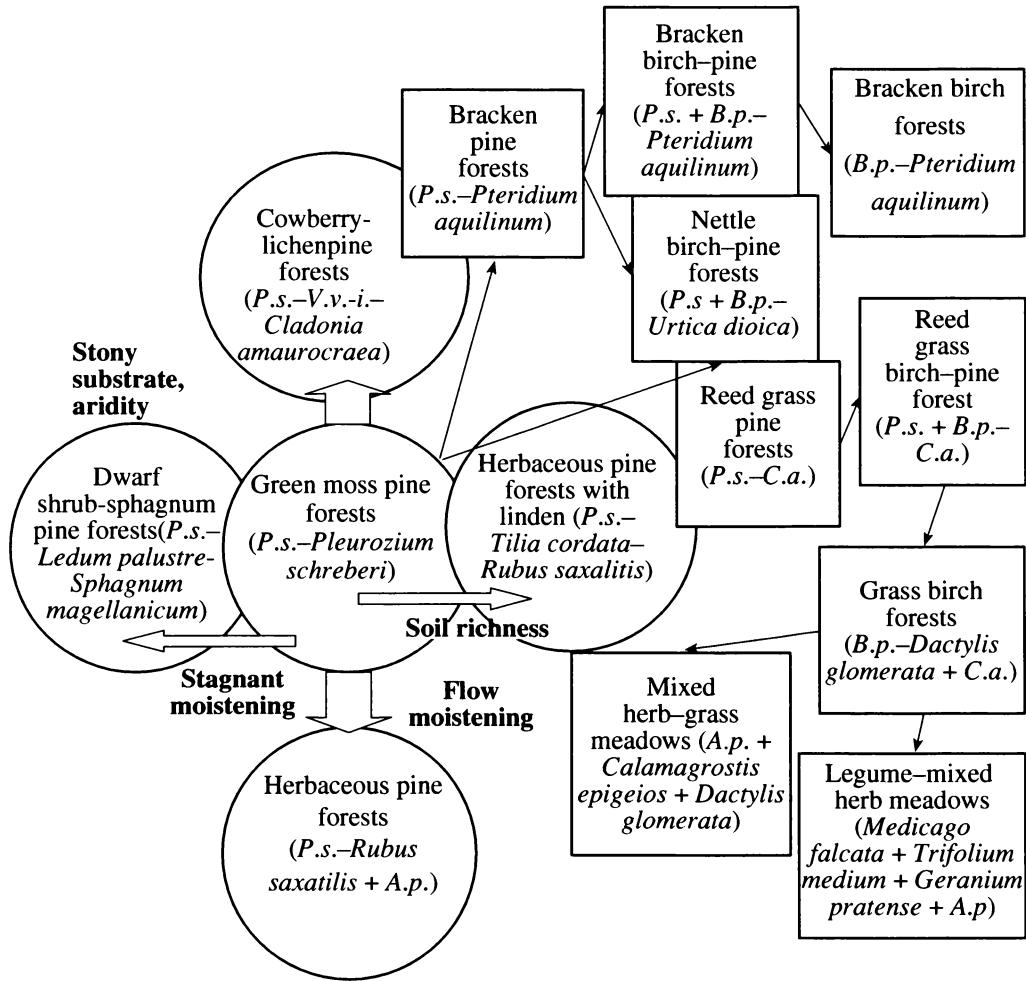 Bracken
birch–pine
forests
(P.s. + B.p.–
Pteridium
aquilinum)
Bracken birch
forests
(B.p.–Pteridium
aquilinum)
Bracken
pine
forests
(P.s.–Pteridium
aquilinum)
Cowberry-
lichenpine
forests
(P.s.–V.v.-i.–
Cladonia
amaurocraea)
Nettle
birch–pine
forests
(P.s + B.p.–
Urtica dioica)
Reed
grass
birch–pine
forest
(P.s. + B.p.–
C.a.)
Stony
substrate,
aridity
Reed grass
pine
forests
(P.s.–C.a.)
Dwarf
shrub-sphagnum
pine forests(P.s.–
Ledum palustre-
Sphagnum
magellanicum)
Green moss pine
forests
(P.s.–Pleurozium
schreberi)
Herbaceous pine
forests with
linden (P.s.–
Tilia cordata–
Rubus saxalitis)
Soil richness
Stagnant
moistening
Flow
moistening
Grass birch
forests
(B.p.–Dactylis
glomerata + C.a.)
Mixed
herb–grass
meadows (A.p. +
Calamagrostis
epigeios + Dactylis
glomerata)
Legume–mixed
herb meadows
(Medicago
falcata + Trifolium
medium + Geranium
pratense + A.p)
Herbaceous pine
forests
(P.s.–Rubus
saxatilis + A.p.)